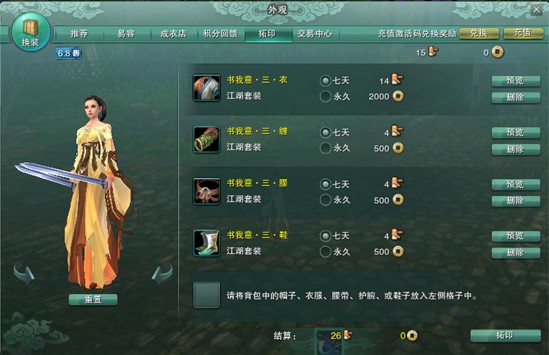 外观
换装
推荐 易容 成衣店 积分回馈 拓印 交易中心 充值激活码兑换奖励 兑换 充值
6.8折
15 0
书我意·三·衣 七天 14 预览
江湖套装 永久 2000 删除
书我意·三·缠 七天 4 预览
江湖套装 永久 500 删除
书我意·三·腰 七天 4 预览
江湖套装 永久 500 删除
书我意·三·鞋 七天 4 预览
江湖套装 永久 500 删除
重置
请将背包中的帽子、衣服、腰带、护腕、或鞋子放入左侧格子中。
结算: 26 0 拓印